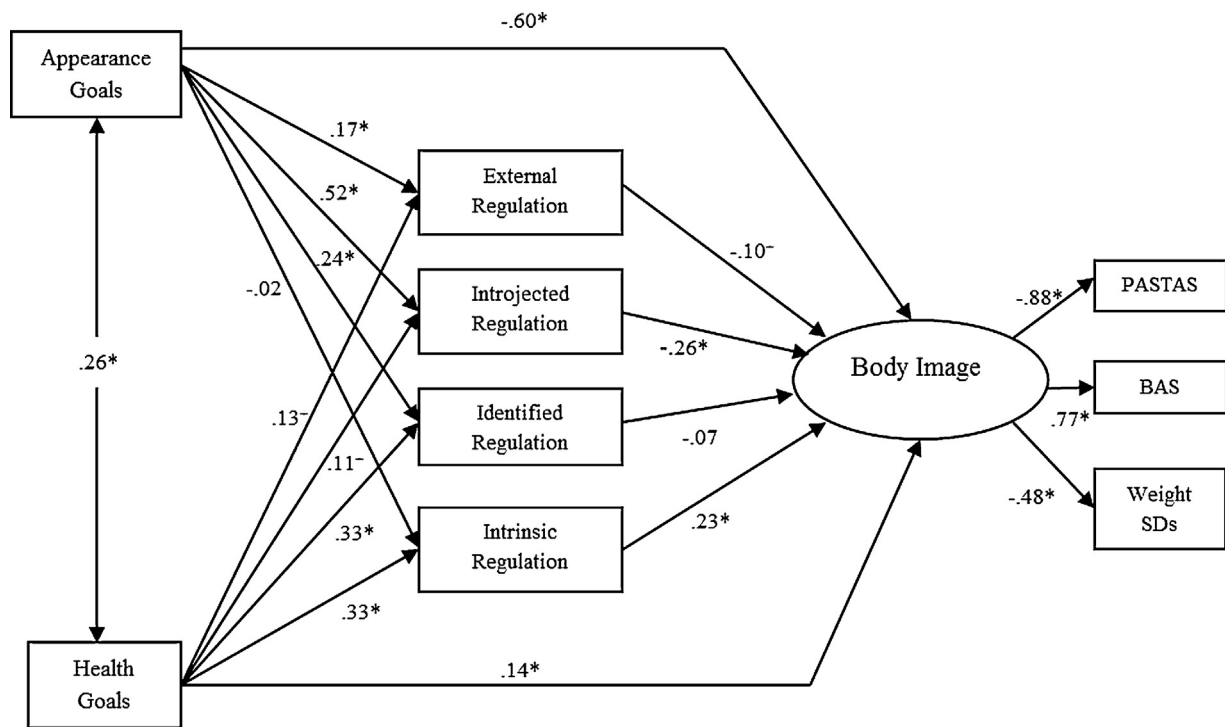 -.60*
Appearance
Goals
.17*
External
Regulation
.52*
-.10⁻
.24*
-.02
Introjected
Regulation
PASTAS
-.88*
-.26*
.26*
Body Image
BAS
.77*
Identified
Regulation
.13⁻
-.07
.11⁻
-.48*
Weight
SDs
.33*
Intrinsic
Regulation
.23*
.33*
Health
Goals
.14*